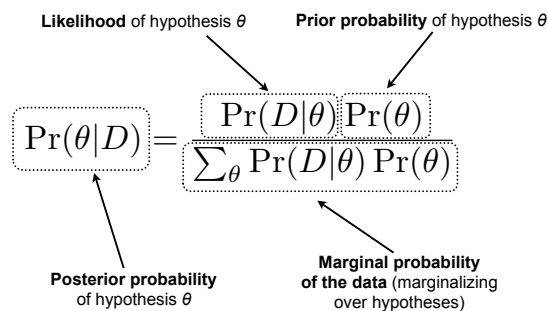 Likelihood of hypothesis θ
Prior probability of hypothesis θ
Pr(D|θ) Pr(θ)
Pr(θ|D) =
∑θ Pr(D|θ) Pr(θ)
Posterior probability
of hypothesis θ
Marginal probability
of the data (marginalizing
over hypotheses)